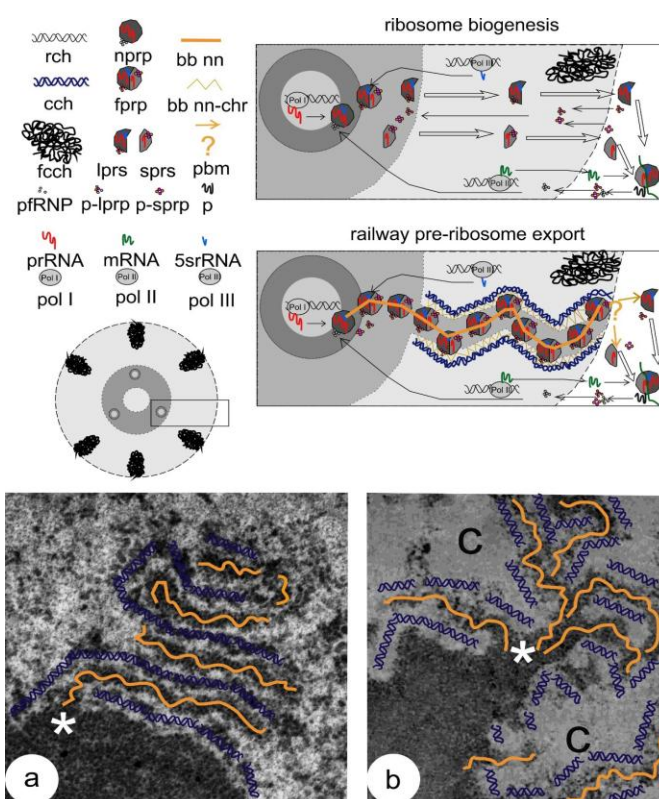 rch nprp bb nn
cch fprp bb nn-chr
fcch lprs sprs pbm
?
pfRNP p-lprp p-sprp p
prRNA mRNA 5srRNA
Pol I Pol II Pol III
pol I pol II pol III
ribosome biogenesis
Pol III
Pol I
Pol II
railway pre-ribosome export
Pol III
Pol I
?
Pol II
*
a
C
*
C
b